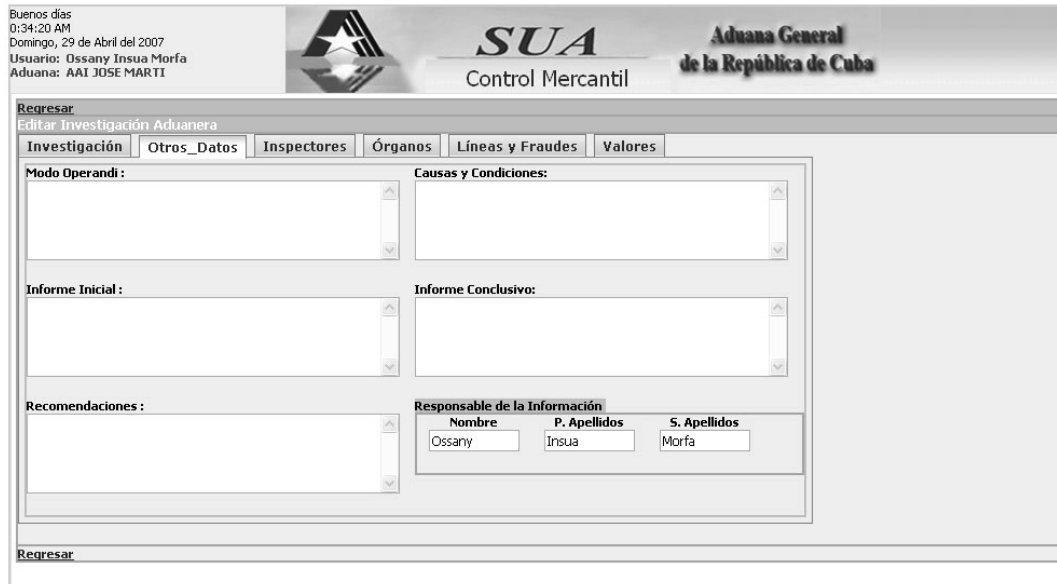 Buenos días
0:34:20 AM
Domingo, 29 de Abril del 2007
Usuario: Ossany Insua Morfa
Aduana: AAI JOSE MARTI
SUA
Control Mercantil
Aduana General
de la República de Cuba
Regresar
Editar Investigación Aduanera
Investigación Otros_Datos Inspectores Órganos Líneas y Fraudes Valores
Modo Operandi : Causas y Condiciones:
Informe Inicial : Informe Conclusivo:
Recomendaciones : Responsable de la Información
Nombre P. Apellidos S. Apellidos
Ossany Insua Morfa
Regresar